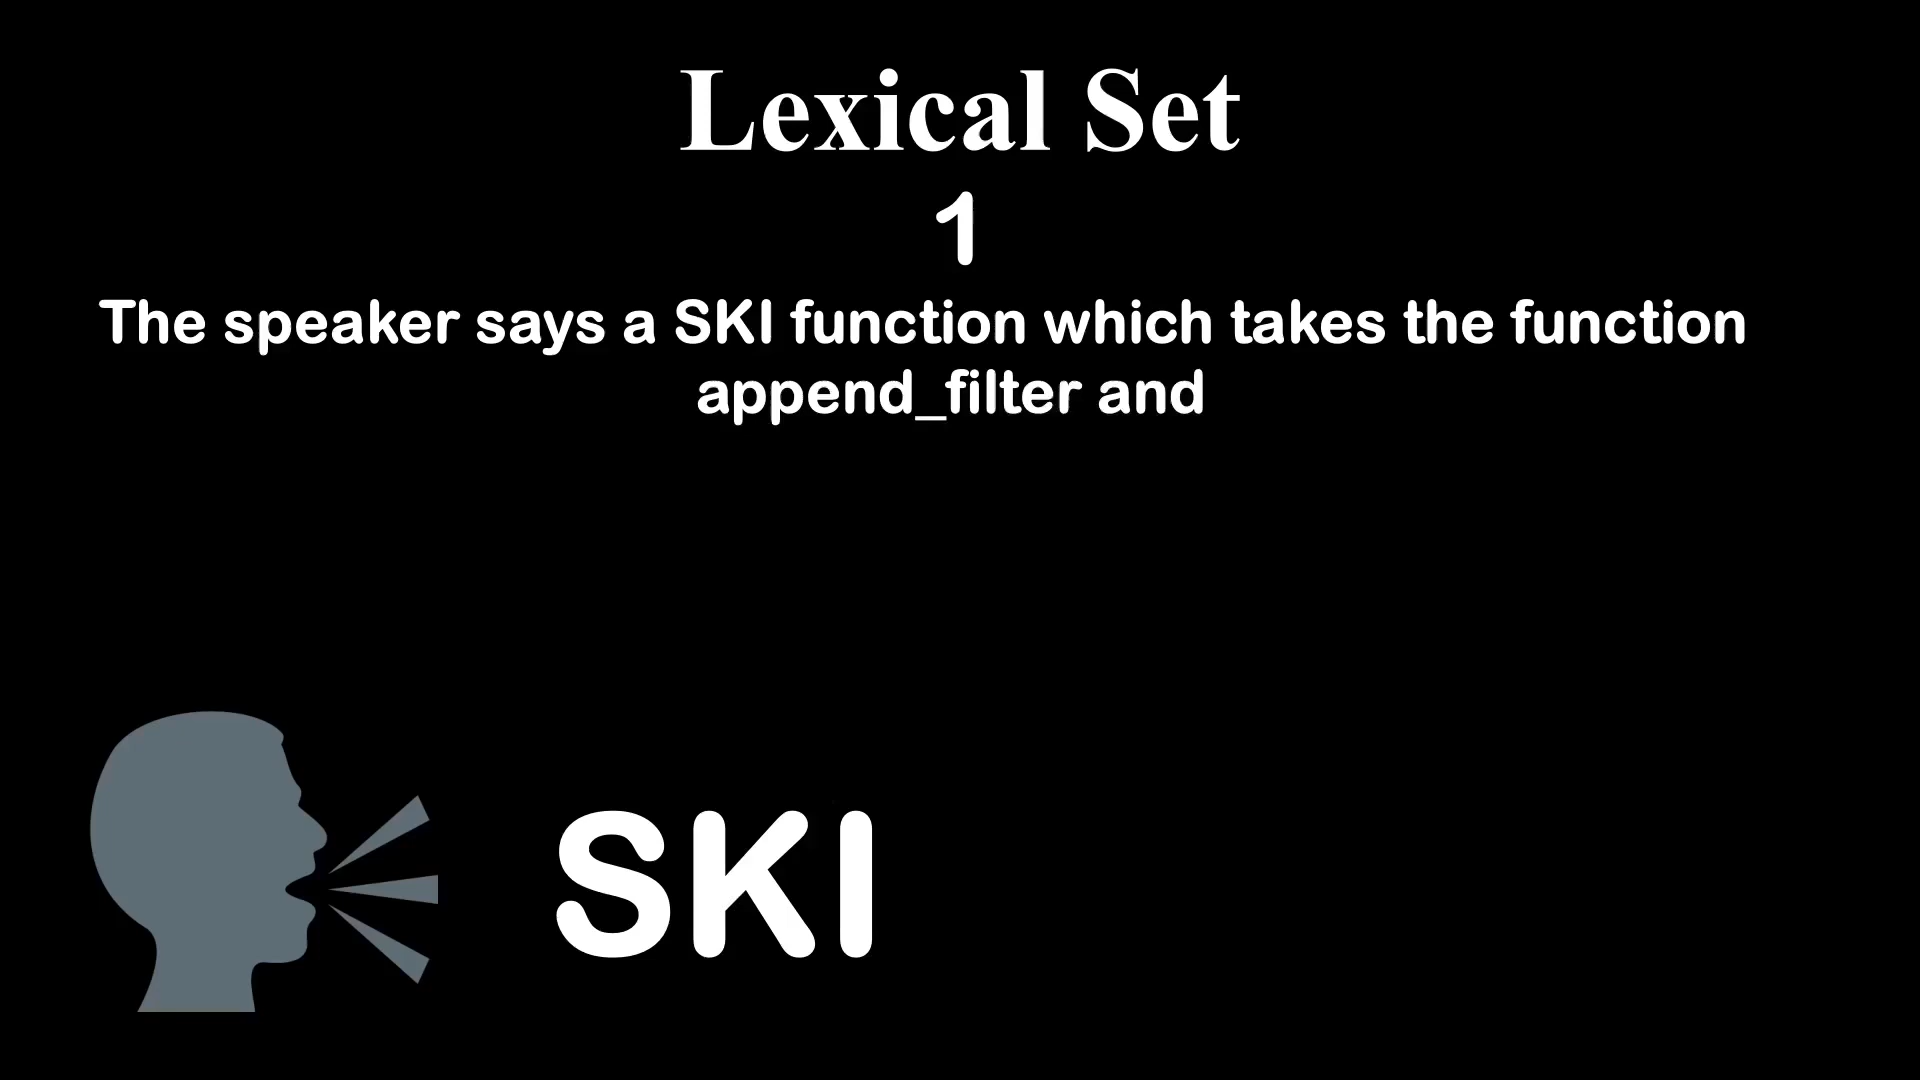 Lexical Set
1
The speaker says a SKI function which takes the function
append_filter and
SKI